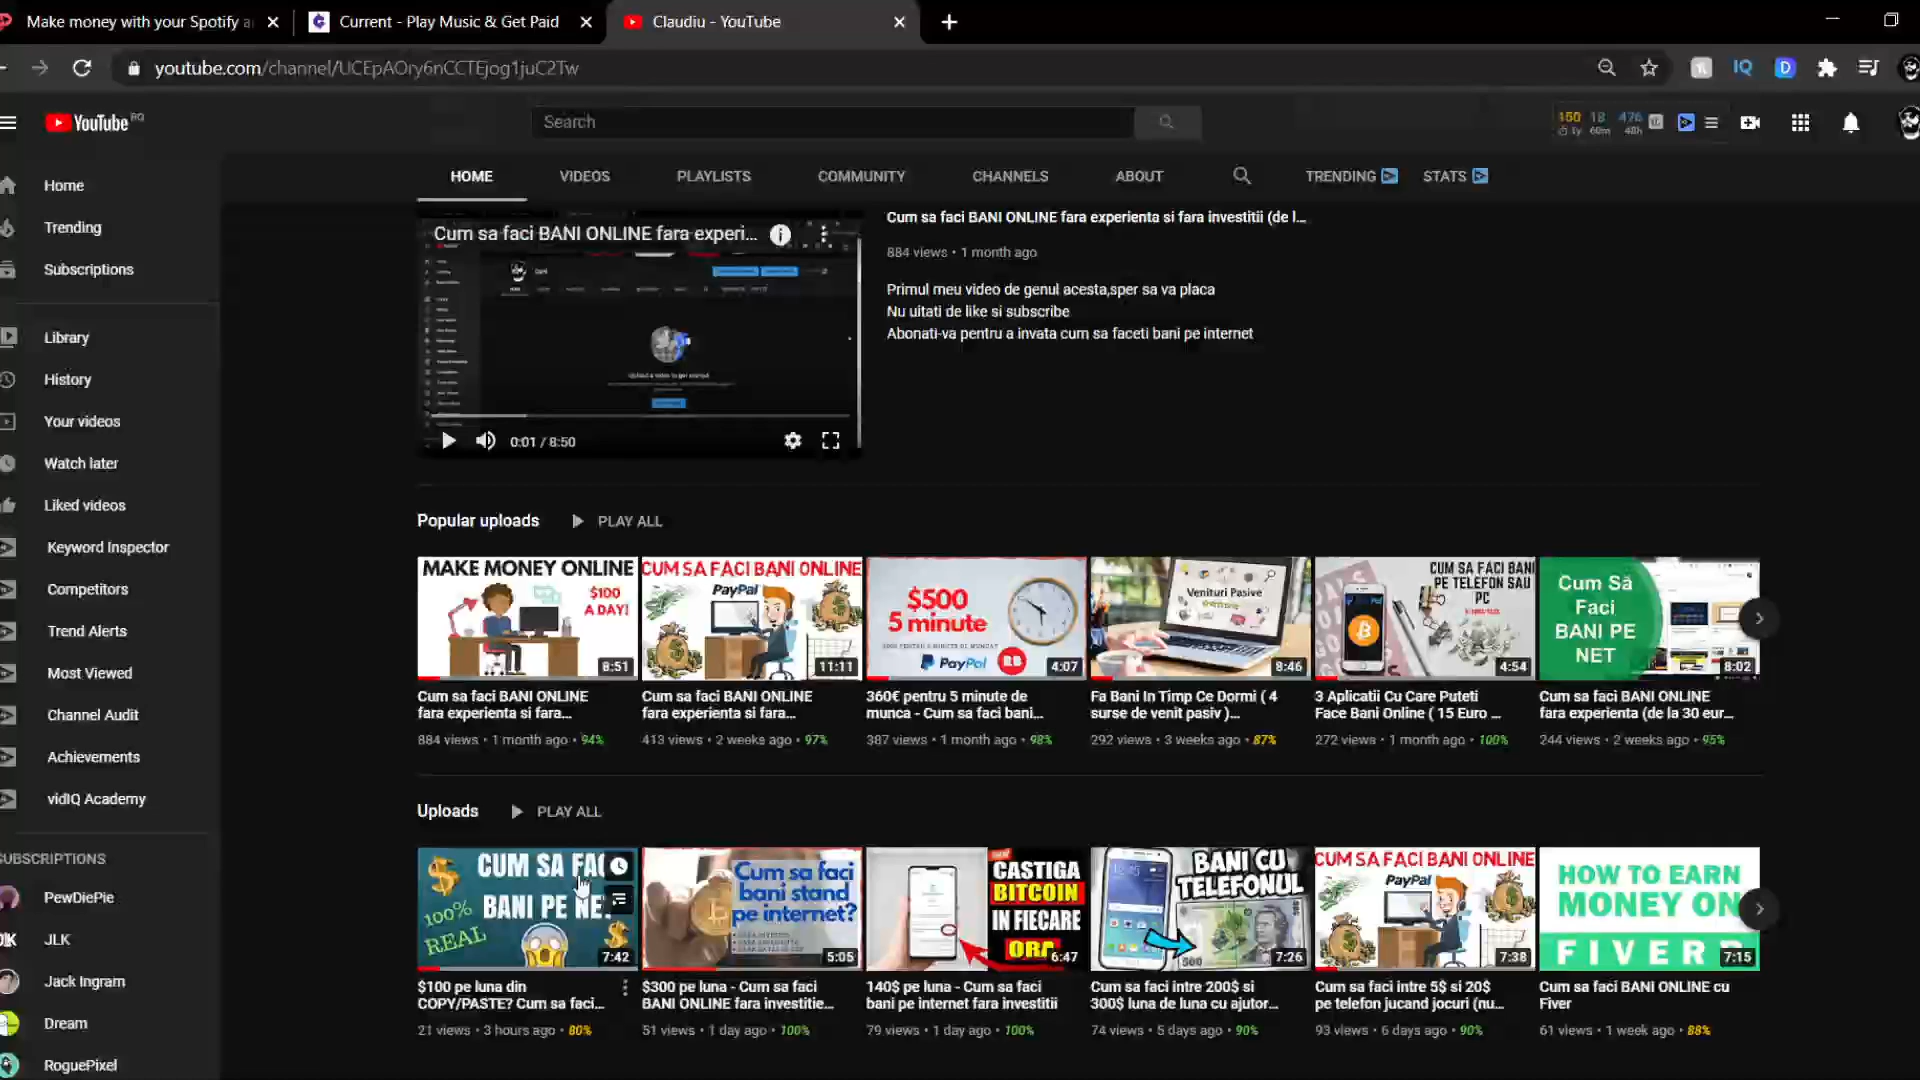 Make money with your Spotify a
Current - Play Music & Get Paid
Claudiu - YouTube
youtube.com/channel/UCEpAOry6nCCTEjog1juC2Tw
YouTube RO
Search
150 18 476
1y 60m 48h
HOME VIDEOS PLAYLISTS COMMUNITY CHANNELS ABOUT TRENDING STATS
Home
Trending
Subscriptions
Library
History
Your videos
Watch later
Liked videos
Keyword Inspector
Competitors
Trend Alerts
Most Viewed
Channel Audit
Achievements
vidIQ Academy
SUBSCRIPTIONS
PewDiePie
JLK
Jack Ingram
Dream
RoguePixel
Cum sa faci BANI ONLINE fara experi...
0:01 / 8:50
Cum sa faci BANI ONLINE fara experienta si fara investitii (de l...
884 views • 1 month ago
Primul meu video de genul acesta,sper sa va placa
Nu uitati de like si subscribe
Abonati-va pentru a invata cum sa faceti bani pe internet
Popular uploads PLAY ALL
MAKE MONEY ONLINE
$100
A DAY!
8:51
Cum sa faci BANI ONLINE
fara experienta si fara...
884 views • 1 month ago • 94%
CUM SA FACI BANI ONLINE
PayPal
11:11
Cum sa faci BANI ONLINE
fara experienta si fara...
413 views • 2 weeks ago • 97%
$500
5 minute
PayPal
RB
4:07
360€ pentru 5 minute de
munca - Cum sa faci bani...
387 views • 1 month ago • 98%
Venituri Pasive
8:46
Fa Bani In Timp Ce Dormi ( 4
surse de venit pasiv )...
292 views • 3 weeks ago • 87%
CUM SA FACI BANI
PE TELEFON SAU
PC
4:54
3 Aplicatii Cu Care Puteti
Face Bani Online ( 15 Euro ...
272 views • 1 month ago • 100%
Cum Să
Faci
BANI PE
NET
8:02
Cum sa faci BANI ONLINE
fara experienta (de la 30 eur...
244 views • 2 weeks ago • 95%
Uploads PLAY ALL
CUM SA FAC
BANI PE NE
100%
REAL
7:42
$100 pe luna din
COPY/PASTE? Cum sa faci...
21 views • 3 hours ago • 80%
Cum sa faci
bani stand
pe internet?
5:05
$300 pe luna - Cum sa faci
BANI ONLINE fara investitie...
51 views • 1 day ago • 100%
CASTIGA
BITCOIN
IN FIECARE
ORA
6:47
140$ pe luna - Cum sa faci
bani pe internet fara investitii
79 views • 1 day ago • 100%
BANI CU
TELEFONUL
500
7:26
Cum sa faci intre 200$ si
300$ luna de luna cu ajutor...
74 views • 5 days ago • 90%
CUM SA FACI BANI ONLINE
PayPal
7:38
Cum sa faci intre 5$ si 20$
pe telefon jucand jocuri (nu...
93 views • 6 days ago • 90%
HOW TO EARN
MONEY ON
FIVERR
7:15
Cum sa faci BANI ONLINE cu
Fiver
61 views • 1 week ago • 88%